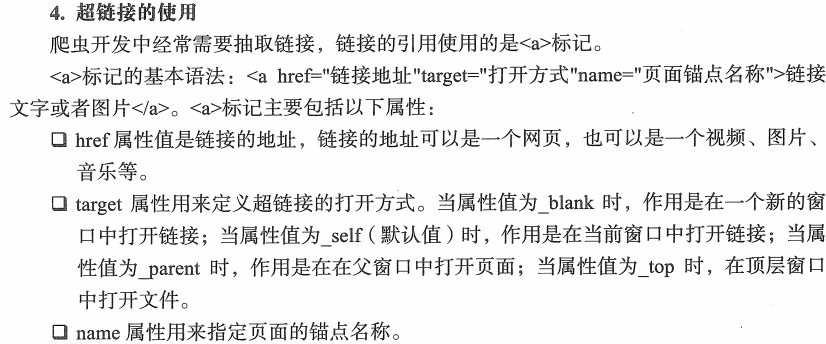 4. 超链接的使用
爬虫开发中经常需要抽取链接，链接的引用使用的是<a>标记。
<a>标记的基本语法：<a href="链接地址"target="打开方式"name="页面锚点名称">链接
文字或者图片</a>。<a>标记主要包括以下属性：
❑ href 属性值是链接的地址，链接的地址可以是一个网页，也可以是一个视频、图片、
音乐等。
❑ target 属性用来定义超链接的打开方式。当属性值为_blank 时，作用是在一个新的窗
口中打开链接；当属性值为_self（默认值）时，作用是在当前窗口中打开链接；当属
性值为_parent 时，作用是在在父窗口中打开页面；当属性值为_top 时，在顶层窗口
中打开文件。
❑ name 属性用来指定页面的锚点名称。